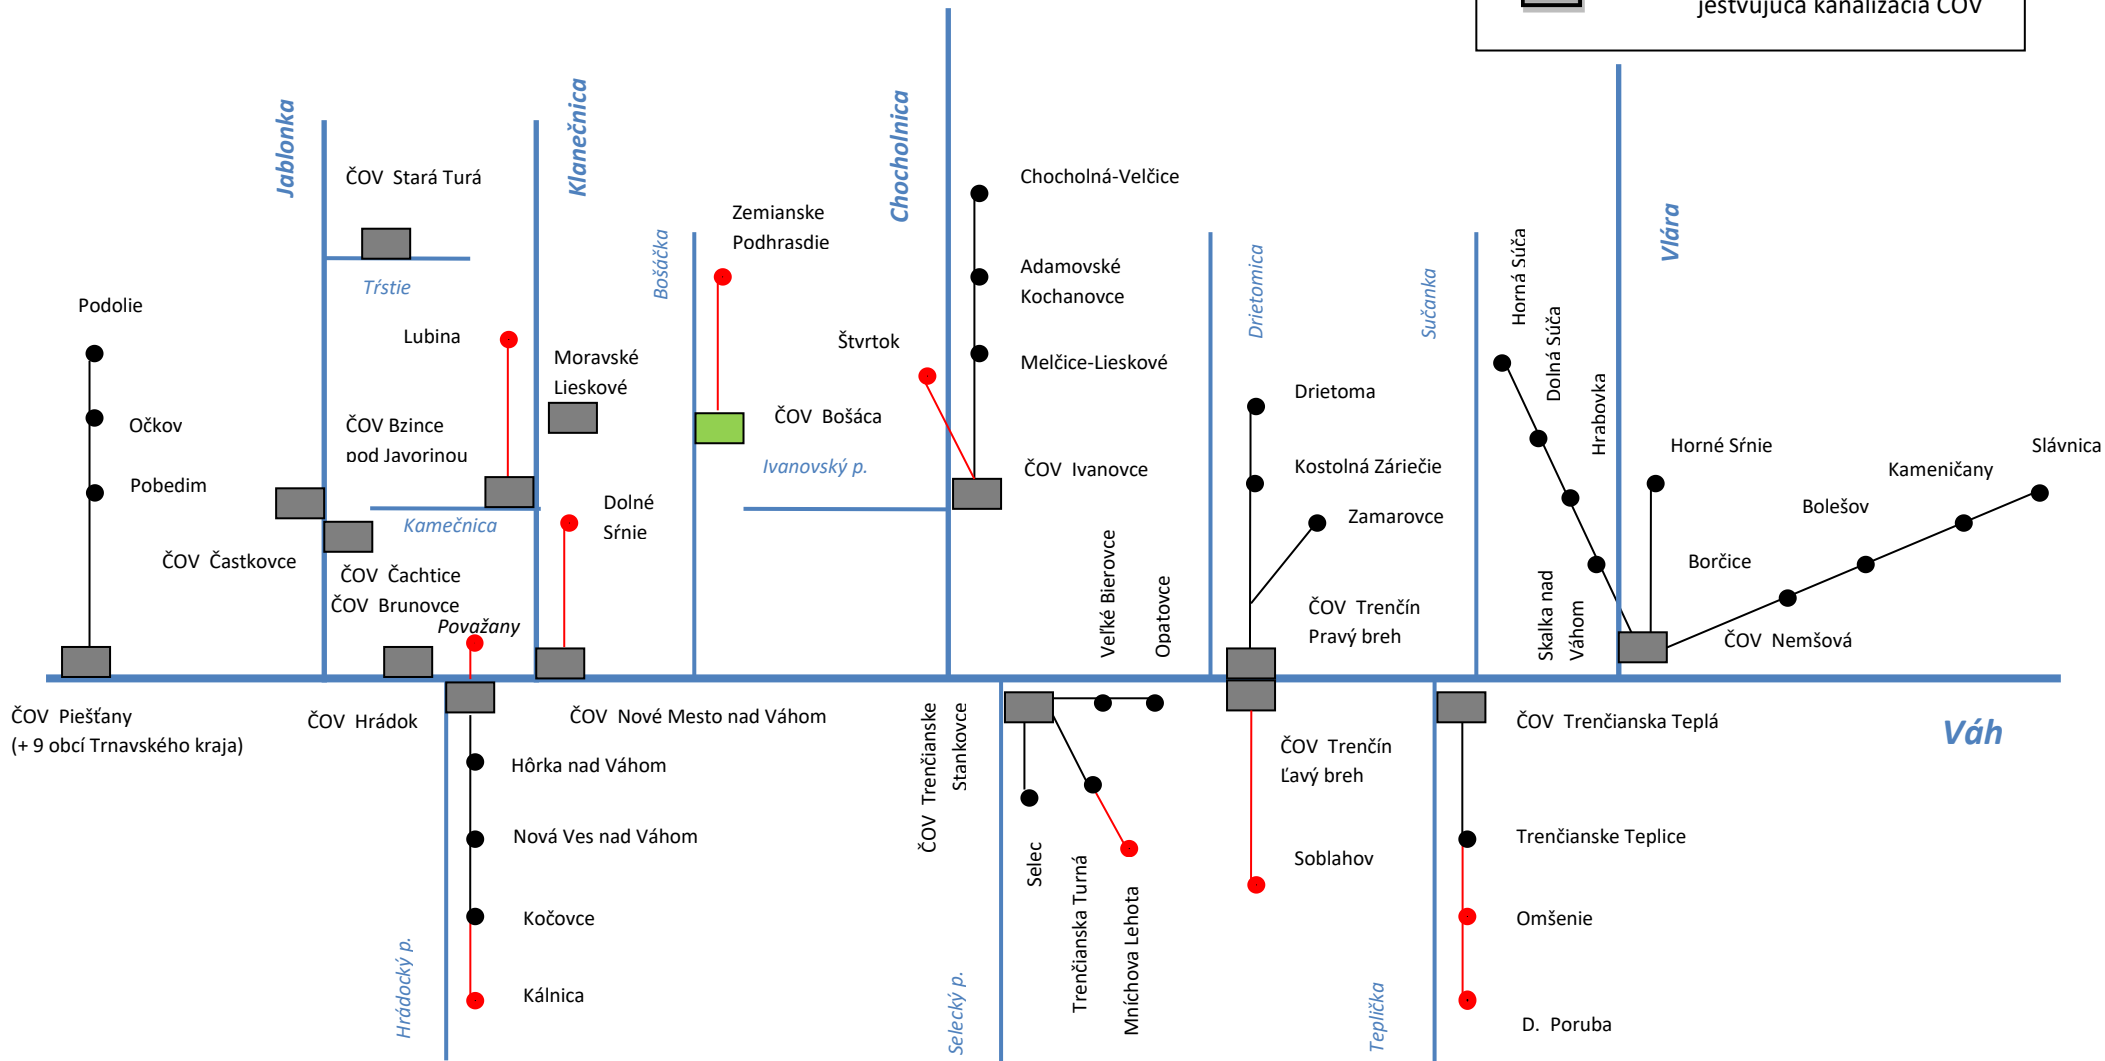 jestvujúca kanalizácia ČOV
Jablonka
Klanečnica
Chocholnica
Vlára
ČOV  Stará Turá
Tŕstie
Bošáčka
Zemianske
Podhrasdie
Chocholná-Velčice
Adamovské
Kochanovce
Melčice-Lieskové
Štvrtok
Drietomica
Sučanka
Horná Súča
Dolná Súča
Hrabovka
Skalka nad
Váhom
Podolie
Očkov
Pobedim
Lubina
Moravské
Lieskové
ČOV Bzince
pod Javorinou
Kamečnica
Dolné
Sŕnie
ČOV  Bošáca
Ivanovský p.
ČOV  Ivanovce
Drietoma
Kostolná Záriečie
Zamarovce
Horné Sŕnie
Slávnica
Kameničany
Bolešov
Borčice
ČOV  Nemšová
ČOV  Častkovce
ČOV  Čachtice
ČOV  Brunovce
Považany
Veľké Bierovce
Opatovce
ČOV  Trenčín
Pravý breh
ČOV  Piešťany
(+ 9 obcí Trnavského kraja)
ČOV  Hrádok
ČOV  Nové Mesto nad Váhom
ČOV  Trenčianske
Stankovce
ČOV  Trenčín
Ľavý breh
ČOV  Trenčianska Teplá
Váh
Hôrka nad Váhom
Nová Ves nad Váhom
Kočovce
Kálnica
Hrádocký p.
Selecký p.
Selec
Trenčianska Turná
Mníchova Lehota
Soblahov
Teplička
Trenčianske Teplice
Omšenie
D.  Poruba